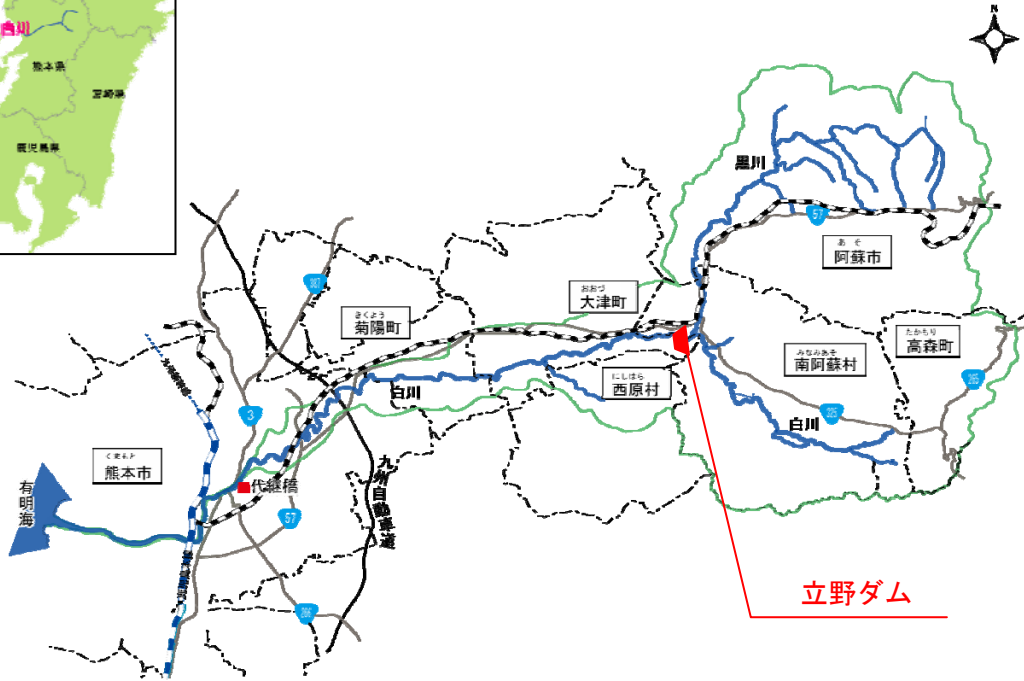 白川
熊本県
宮崎県
鹿児島県
N
黒川
57
あそ
阿蘇市
387
おおづ
大津町
きくよう
菊陽町
たかもり
高森町
みなみあそ
南阿蘇村
にしはら
西原村
265
白川
325
白川
3
くまもと
熊本市
代継橋
有明海
57
九州自動車道
266
立野ダム